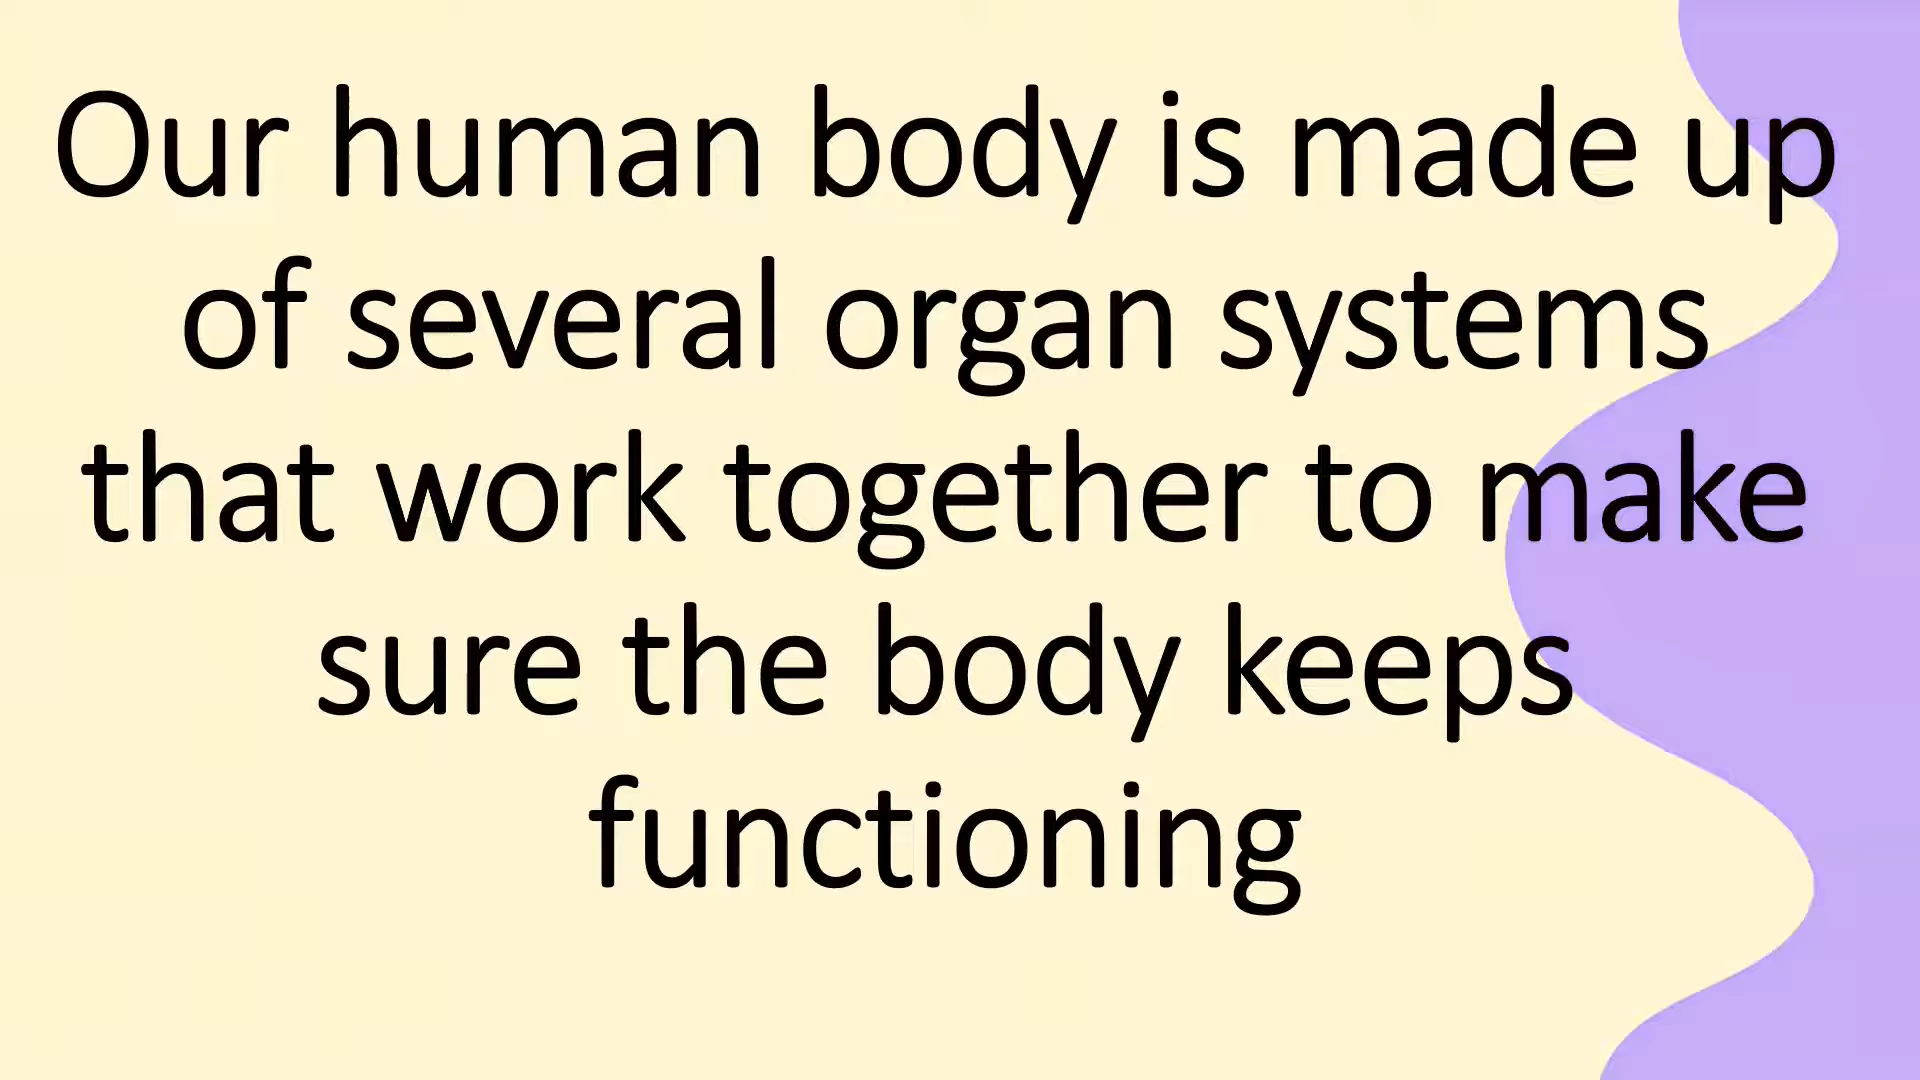 Our human body is made up
of several organ systems
that work together to make
sure the body keeps
functioning